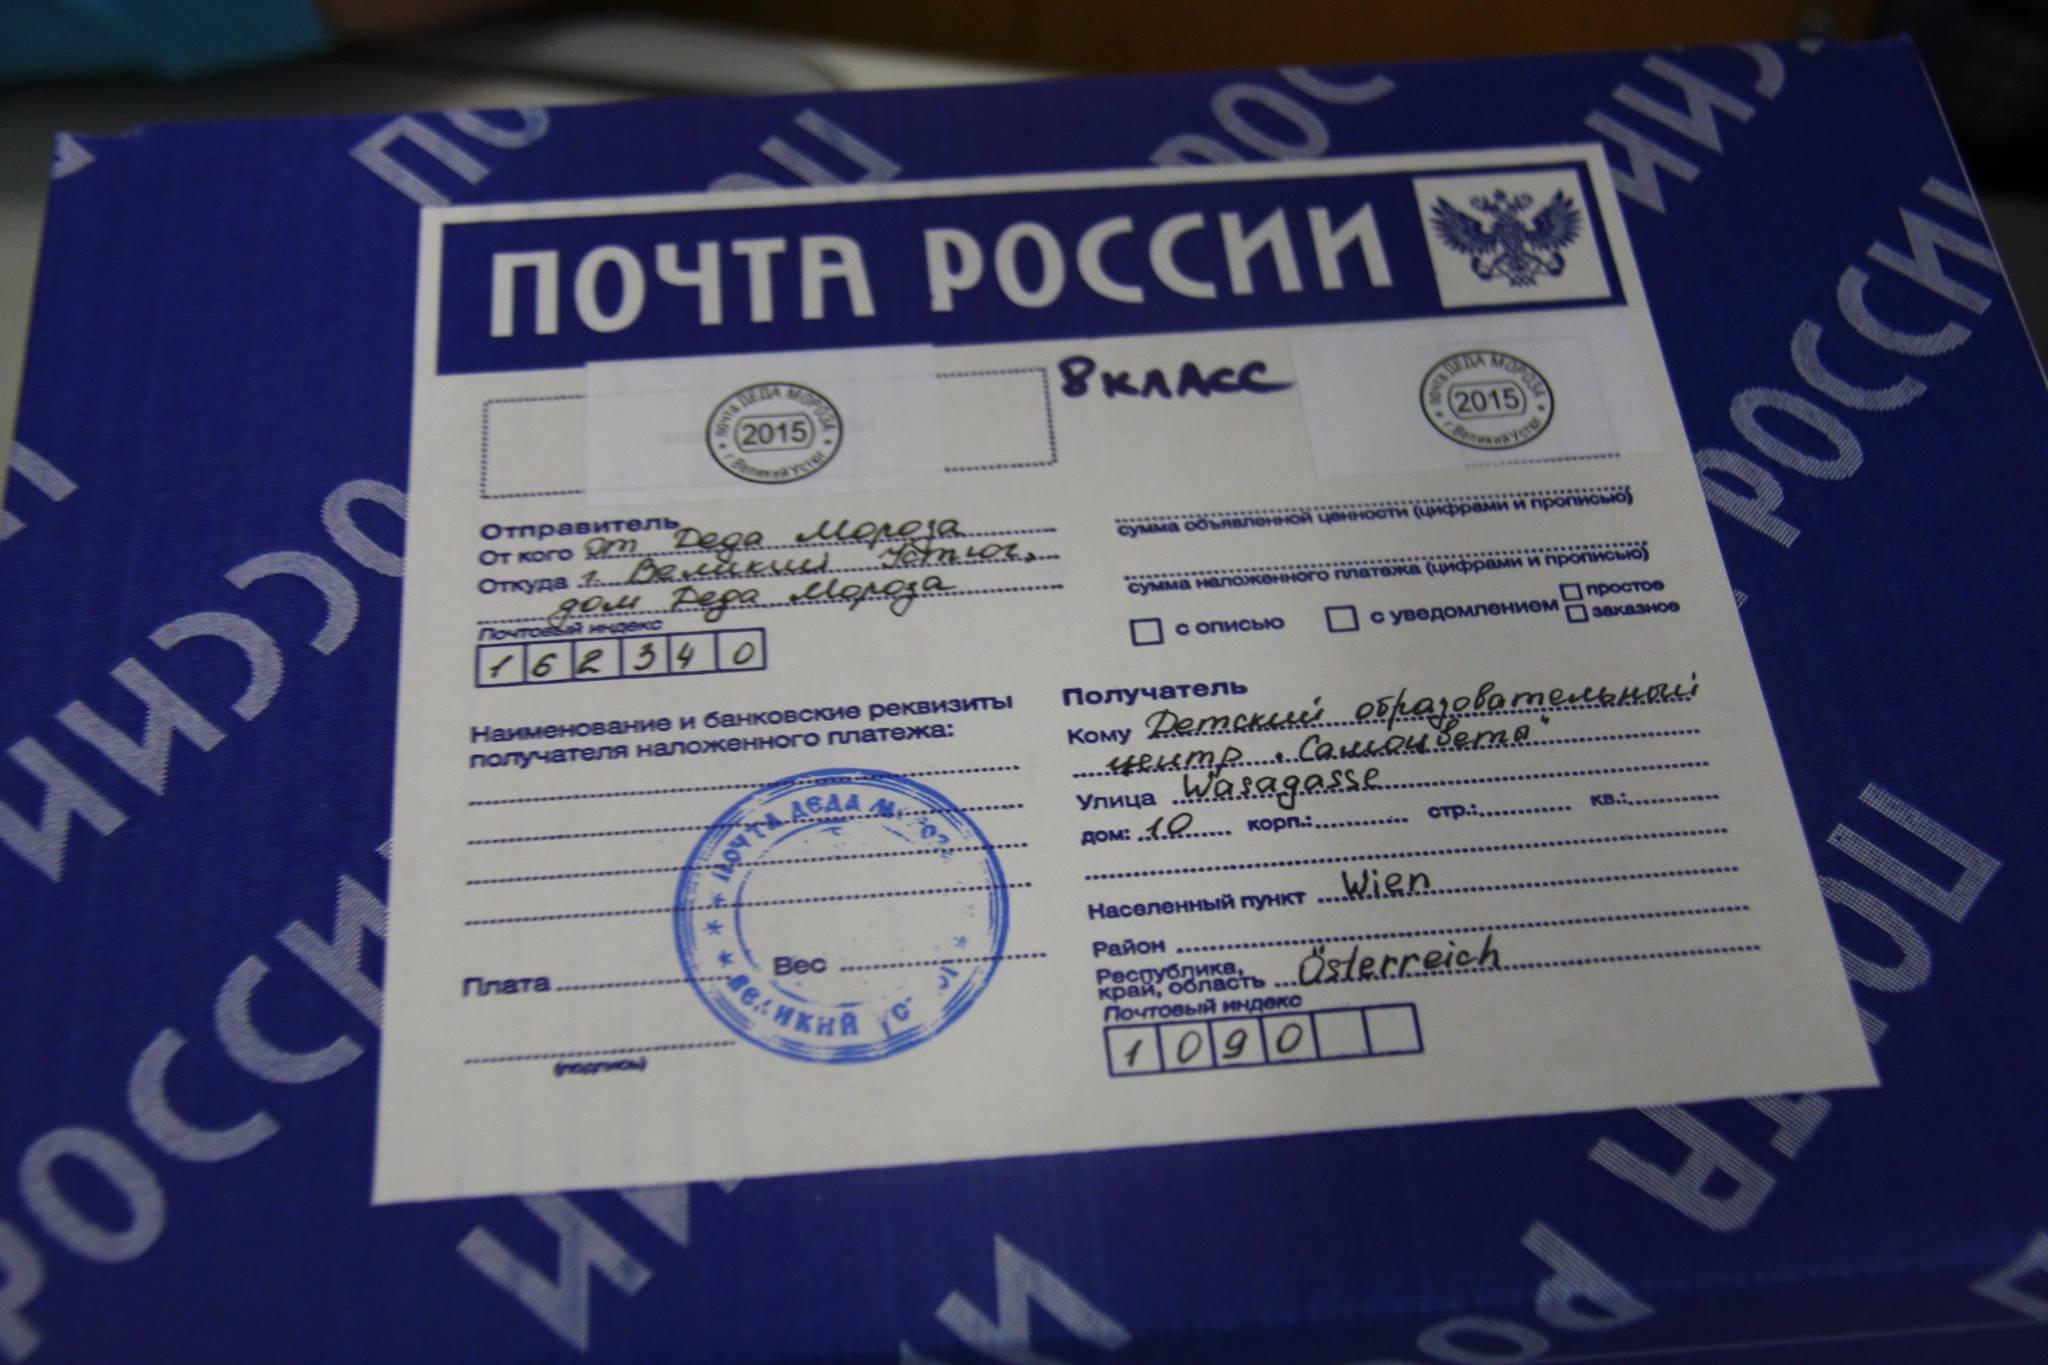 ПОЧТА РОССИИ
8 КЛАСС
ПОЧТА ДЕДА МОРОЗА
2015
г. Великий Устюг
ПОЧТА ДЕДА МОРОЗА
2015
г. Великий Устюг
Отправитель
От кого от Деда Мороза
Откуда г. Великий Устюг,
дом Деда Мороза
Почтовый индекс
162340
Наименование и банковские реквизиты
получателя наложенного платежа:
ПОЧТА ДЕДА
ВЕЛИКИЙ
Плата Вес
(подпись)
сумма объявленной ценности (цифрами и прописью)
сумма наложенного платежа (цифрами и прописью)
с описью с уведомлением простое
заказное
Получатель
Кому Детский образовательный
центр "Самоцветы"
Улица Wasagasse
дом: 10 корп.: стр.: кв.:
Населенный пункт Wien
Район
Республика,
край, область Österreich
Почтовый индекс
1090
РОССИИ
РОССИИ
РОССИИ
ПОЧТА